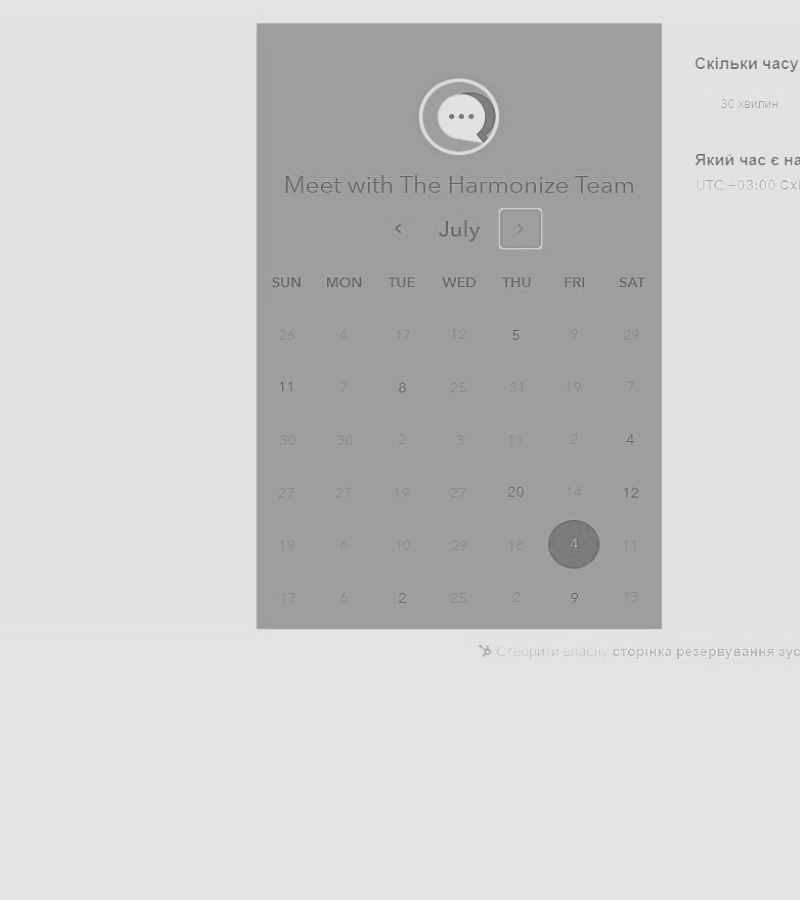 Meet with The Harmonize Team
July
SUN MON TUE WED THU FRI SAT
26 6 17 12 5 9 29
11 7 8 25 31 19 7
30 30 2 3 11 2 4
27 27 19 27 20 14 12
19 6 10 29 18 4 11
17 6 2 25 2 9 13
Скільки часу
30 хвилин
Який час є
UTC +03:00
Створити власну сторінка резервування